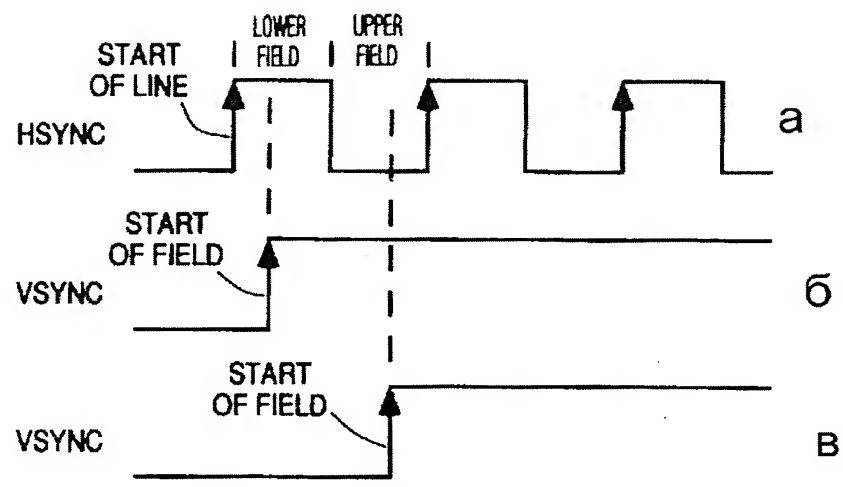 LOWER FIELD
UPPER FIELD
START OF LINE
HSYNC
а
START OF FIELD
VSYNC
б
START OF FIELD
VSYNC
в